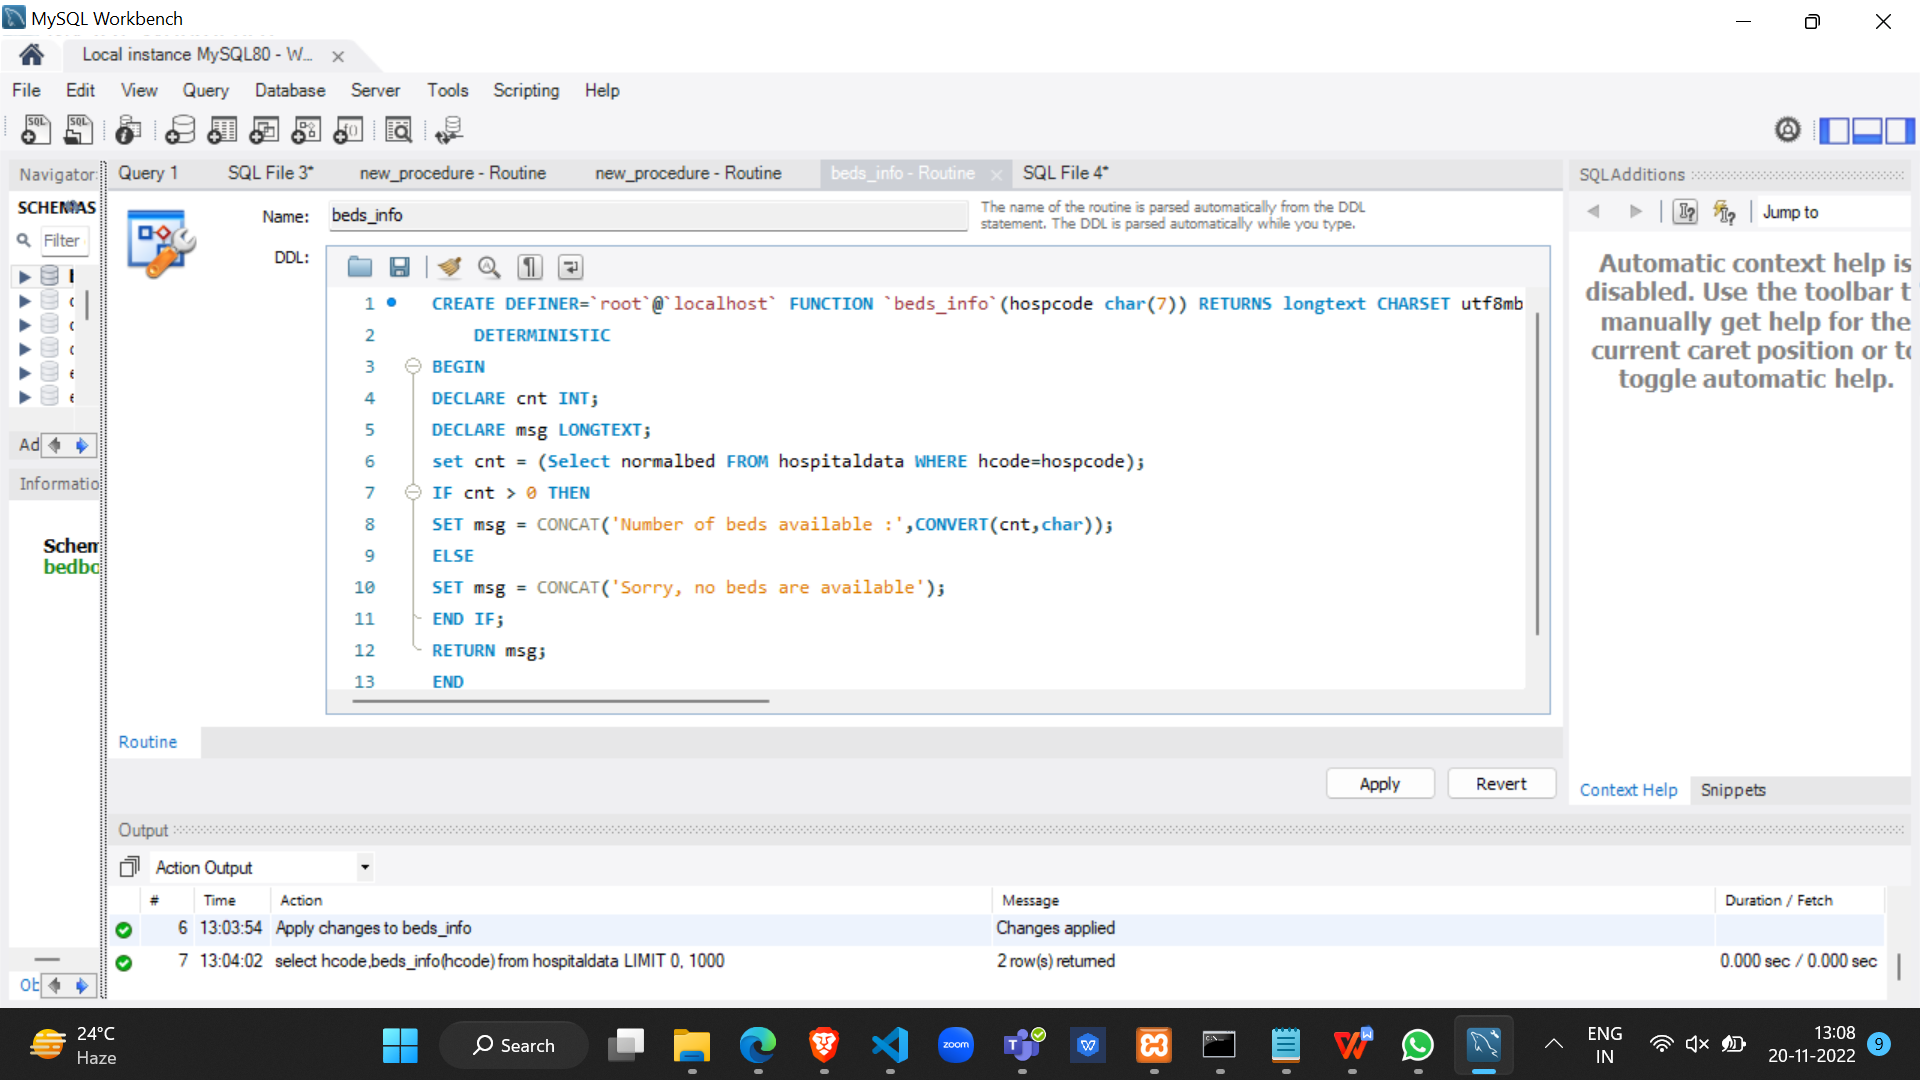 MySQL Workbench
Local instance MySQL80 - W...
File Edit View Query Database Server Tools Scripting Help
Navigator: Query 1 SQL File 3* new_procedure - Routine new_procedure - Routine beds_info - Routine SQL File 4* SQLAdditions
SCHEMAS
Filter
Name: beds_info
The name of the routine is parsed automatically from the DDL
statement. The DDL is parsed automatically while you type.
Jump to
DDL:
1 CREATE DEFINER=`root`@`localhost` FUNCTION `beds_info`(hospcode char(7)) RETURNS longtext CHARSET utf8mb
2 DETERMINISTIC
3 BEGIN
4 DECLARE cnt INT;
5 DECLARE msg LONGTEXT;
6 set cnt = (Select normalbed FROM hospitaldata WHERE hcode=hospcode);
7 IF cnt > 0 THEN
8 SET msg = CONCAT('Number of beds available :',CONVERT(cnt,char));
9 ELSE
10 SET msg = CONCAT('Sorry, no beds are available');
11 END IF;
12 RETURN msg;
13 END
Automatic context help is
disabled. Use the toolbar t
manually get help for the
current caret position or to
toggle automatic help.
Ad
Informatio
Schem
bedbo
Routine
Apply Revert
Context Help Snippets
Output
Action Output
# Time Action Message Duration / Fetch
6 13:03:54 Apply changes to beds_info Changes applied
7 13:04:02 select hcode,beds_info(hcode) from hospitaldata LIMIT 0, 1000 2 row(s) returned 0.000 sec / 0.000 sec
Ob
24°C
Haze
Search
zoom
ENG
IN
13:08
20-11-2022
9